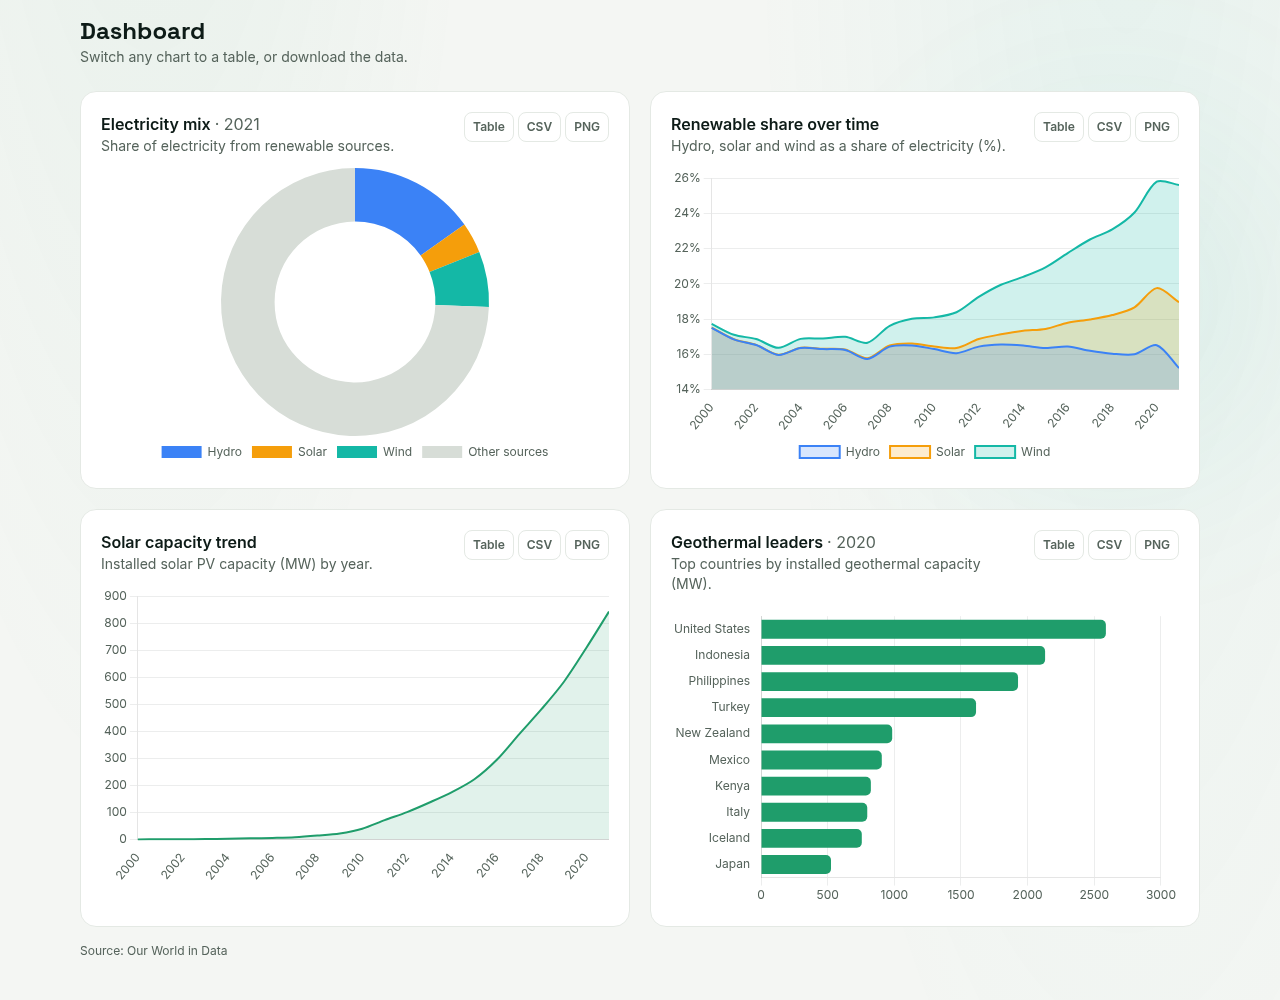 Dashboard
Switch any chart to a table, or download the data.
Electricity mix · 2021
Table CSV PNG
Share of electricity from renewable sources.
Hydro Solar Wind Other sources
Renewable share over time
Table CSV PNG
Hydro, solar and wind as a share of electricity (%).
26%
24%
22%
20%
18%
16%
14%
2000 2002 2004 2006 2008 2010 2012 2014 2016 2018 2020
Hydro Solar Wind
Solar capacity trend
Table CSV PNG
Installed solar PV capacity (MW) by year.
900
800
700
600
500
400
300
200
100
0
2000 2002 2004 2006 2008 2010 2012 2014 2016 2018 2020
Geothermal leaders · 2020
Table CSV PNG
Top countries by installed geothermal capacity
(MW).
United States
Indonesia
Philippines
Turkey
New Zealand
Mexico
Kenya
Italy
Iceland
Japan
0 500 1000 1500 2000 2500 3000
Source: Our World in Data